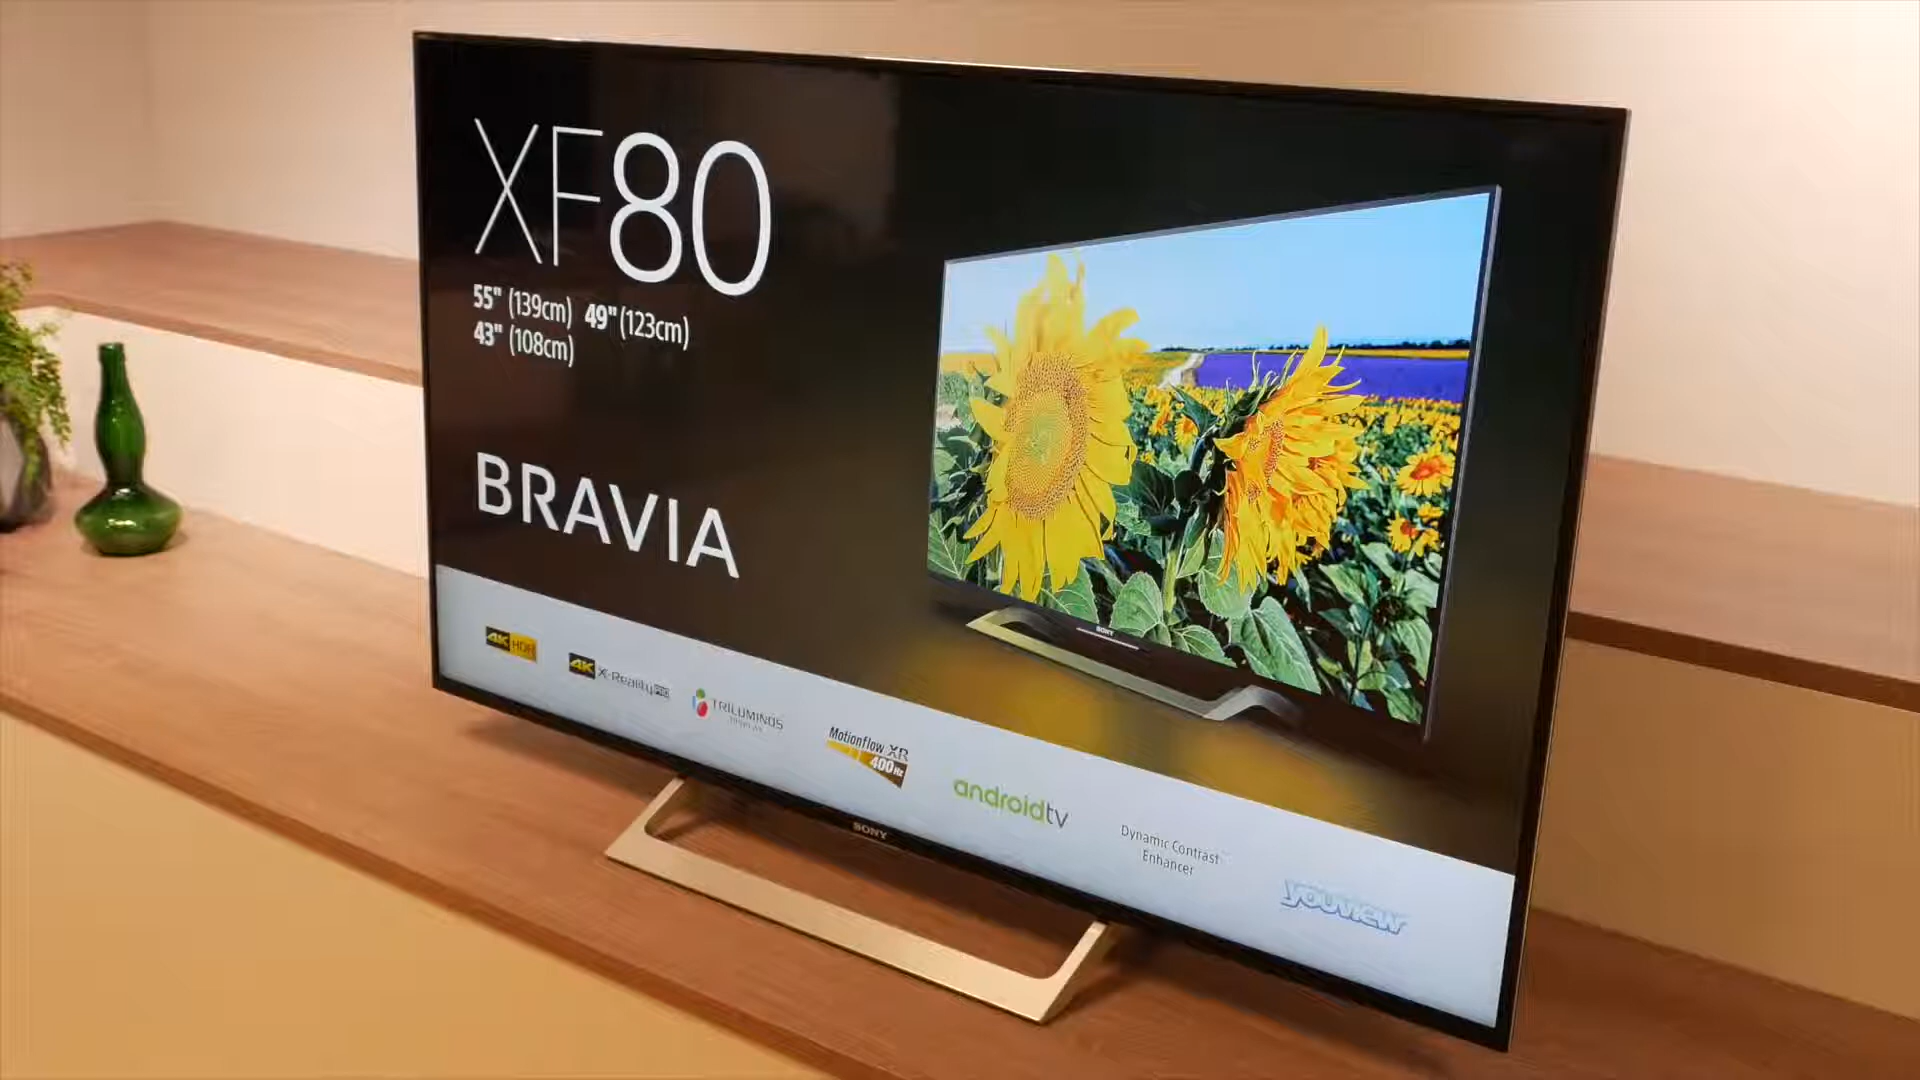 XF80
55" (139cm) 49" (123cm)
43" (108cm)
BRAVIA
SONY
4K HDR
4K X-Reality PRO
TRILUMINOS
DISPLAY
Motionflow XR
400Hz
androidtv
Dynamic Contrast
Enhancer
youview
SONY